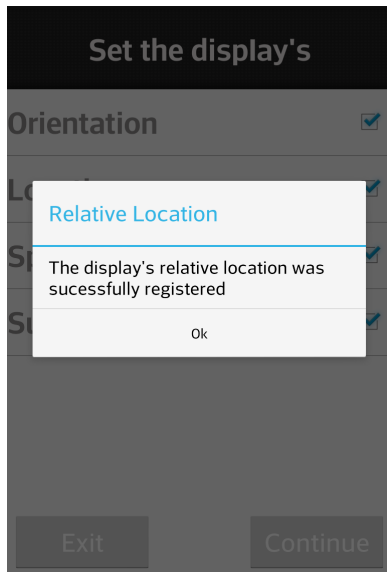 Set the display's
Orientation
Relative Location
The display's relative location was
sucessfully registered
Ok
Exit
Continue